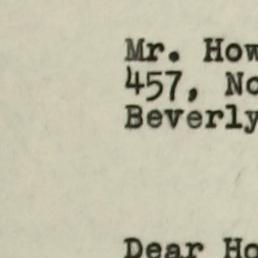 Mr. How
457, No
Beverly
Dear Ho